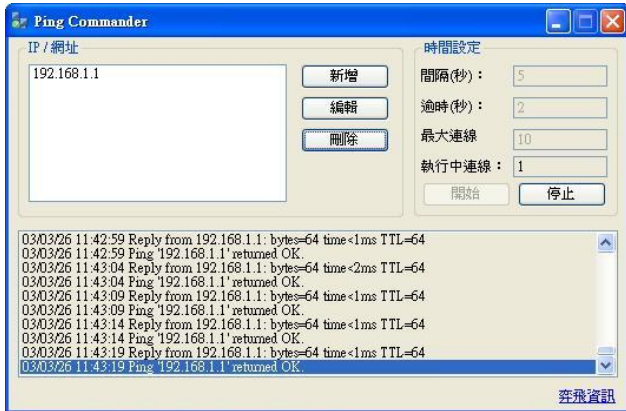 Ping Commander
IP / 網址
192.168.1.1
新增
編輯
刪除
時間設定
間隔(秒)： 5
逾時(秒)： 2
最大連線 10
執行中連線： 1
開始 停止
03/03/26 11:42:59 Reply from 192.168.1.1: bytes=64 time<1ms TTL=64
03/03/26 11:42:59 Ping '192.168.1.1' returned OK.
03/03/26 11:43:04 Reply from 192.168.1.1: bytes=64 time<2ms TTL=64
03/03/26 11:43:04 Ping '192.168.1.1' returned OK.
03/03/26 11:43:09 Reply from 192.168.1.1: bytes=64 time<1ms TTL=64
03/03/26 11:43:09 Ping '192.168.1.1' returned OK.
03/03/26 11:43:14 Reply from 192.168.1.1: bytes=64 time<1ms TTL=64
03/03/26 11:43:14 Ping '192.168.1.1' returned OK.
03/03/26 11:43:19 Reply from 192.168.1.1: bytes=64 time<1ms TTL=64
03/03/26 11:43:19 Ping '192.168.1.1' returned OK.
弈飛資訊